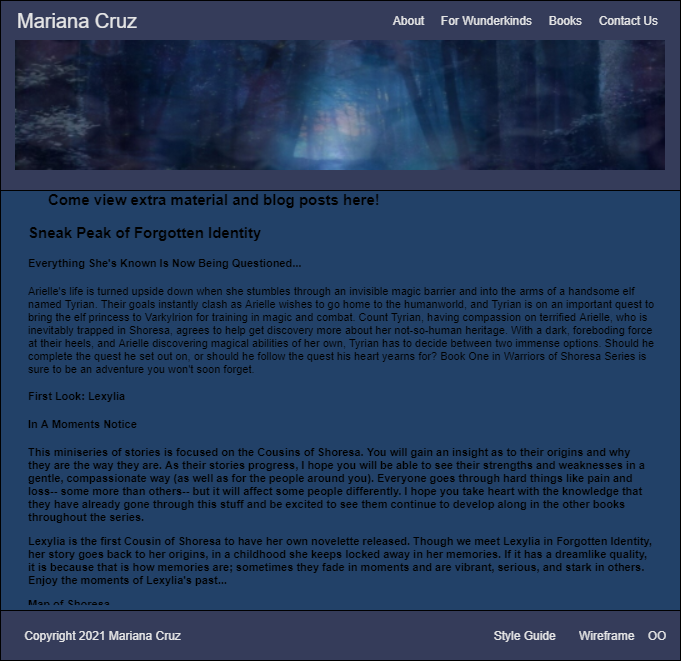 Mariana Cruz
About For Wunderkinds Books Contact Us
Come view extra material and blog posts here!
Sneak Peak of Forgotten Identity
Everything She's Known Is Now Being Questioned...
Arielle's life is turned upside down when she stumbles through an invisible magic barrier and into the arms of a handsome elf
named Tyrian. Their goals instantly clash as Arielle wishes to go home to the humanworld, and Tyrian is on an important quest to
bring the elf princess to Varkylrion for training in magic and combat. Count Tyrian, having compassion on terrified Arielle, who is
inevitably trapped in Shoresa, agrees to help get discovery more about her not-so-human heritage. With a dark, foreboding force
at their heels, and Arielle discovering magical abilities of her own, Tyrian has to decide between two immense options. Should he
complete the quest he set out on, or should he follow the quest his heart yearns for? Book One in Warriors of Shoresa Series is
sure to be an adventure you won't soon forget.
First Look: Lexylia
In A Moments Notice
This miniseries of stories is focused on the Cousins of Shoresa. You will gain an insight as to their origins and why
they are the way they are. As their stories progress, I hope you will be able to see their strengths and weaknesses in a
gentle, compassionate way (as well as for the people around you). Everyone goes through hard things like pain and
loss-- some more than others-- but it will affect some people differently. I hope you take heart with the knowledge that
they have already gone through this stuff and be excited to see them continue to develop along in the other books
throughout the series.
Lexylia is the first Cousin of Shoresa to have her own novelette released. Though we meet Lexylia in Forgotten Identity,
her story goes back to her origins, in a childhood she keeps locked away in her memories. If it has a dreamlike quality,
it is because that is how memories are; sometimes they fade in moments and are vibrant, serious, and stark in others.
Enjoy the moments of Lexylia's past...
Map of Shoresa
Copyright 2021 Mariana Cruz Style Guide Wireframe OO